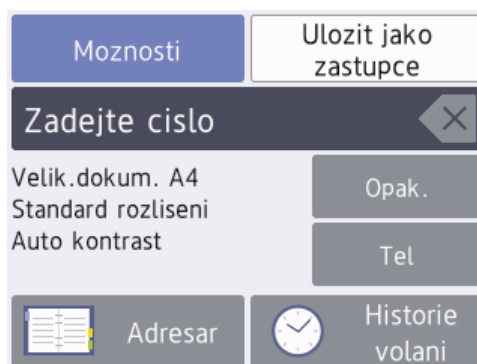 Moznosti
Ulozit jako
zastupce
Zadejte cislo
Velik.dokum. A4
Standard rozliseni
Auto kontrast
Opak.
Tel
Adresar
Historie
volani